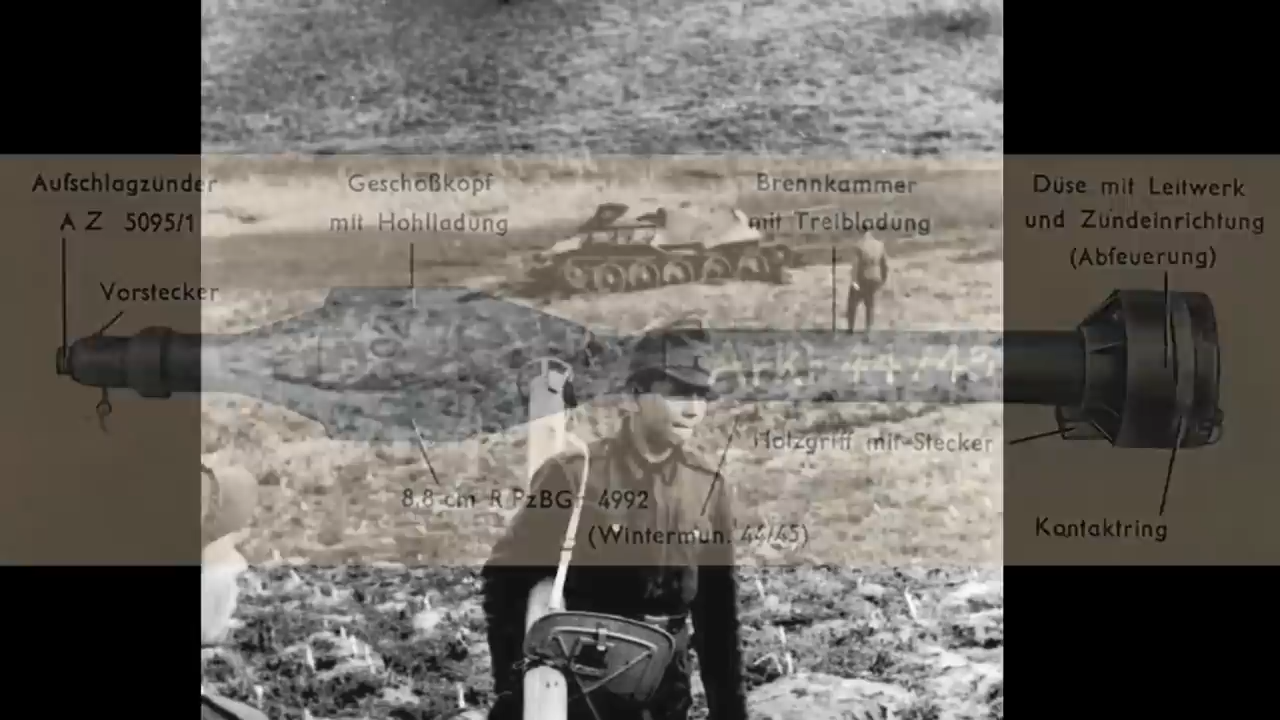 Aufschlagzünder
AZ 5095/1
Vorstecker
Geschoßkopf
mit Hohlladung
Brennkammer
mit Treibladung
Düse mit Leitwerk
und Zündeinrichtung
(Abfeuerung)
Holzgriff mit Stecker
8,8 cm R PzBGr 4992
(Wintermun. 44/45)
Kontaktring